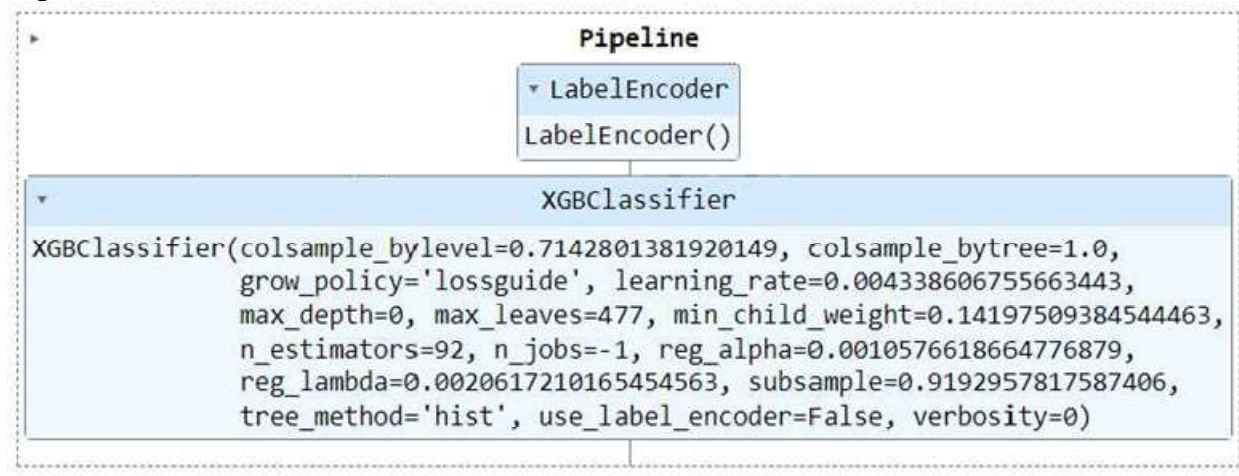 Pipeline
LabelEncoder
LabelEncoder()
XGBClassifier
XGBClassifier(colsample_bylevel=0.7142801381920149, colsample_bytree=1.0,
grow_policy='lossguide', learning_rate=0.004338606755663443,
max_depth=0, max_leaves=477, min_child_weight=0.14197509384544463,
n_estimators=92, n_jobs=-1, reg_alpha=0.0010576618664776879,
reg_lambda=0.0020617210165454563, subsample=0.9192957817587406,
tree_method='hist', use_label_encoder=False, verbosity=0)